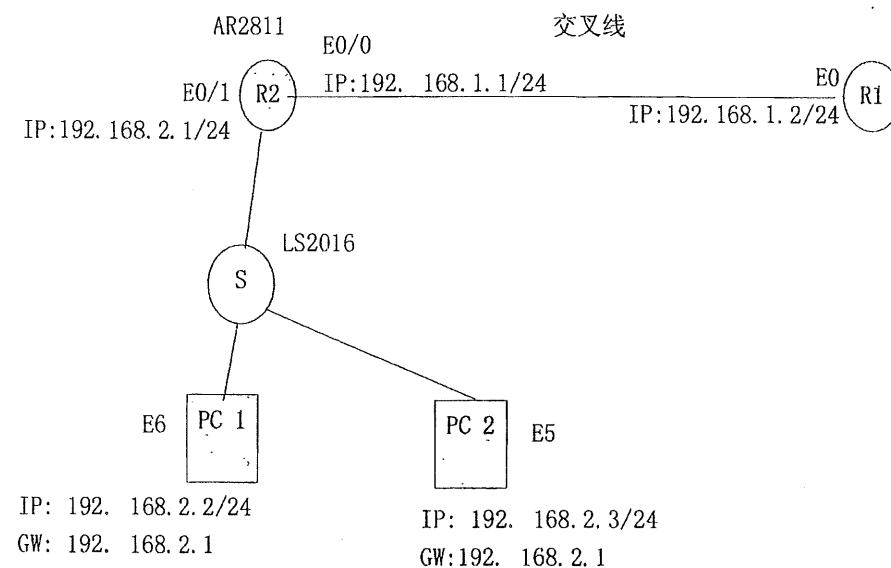 AR2811
交叉线
E0/0
E0/1
R2
IP:192. 168.1.1/24
E0
R1
IP:192.168.2.1/24
IP:192.168.1.2/24
LS2016
S
E6
PC 1
PC 2
E5
IP: 192. 168.2.2/24
GW: 192. 168.2.1
IP: 192. 168.2.3/24
GW:192. 168.2.1